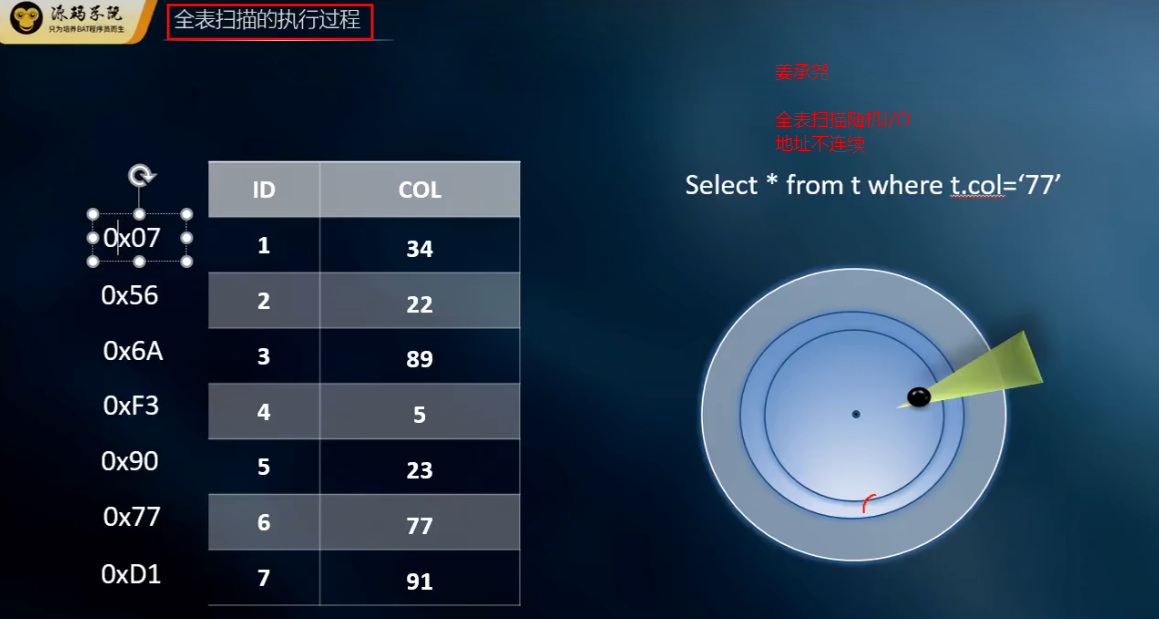 派玛学院
只为培养BAT程序员而生
全表扫描的执行过程
姜承尧
全表扫描随机I/O
地址不连续
Select * from t where t.col=‘77’
ID COL
0x07 1 34
0x56 2 22
0x6A 3 89
0xF3 4 5
0x90 5 23
0x77 6 77
0xD1 7 91